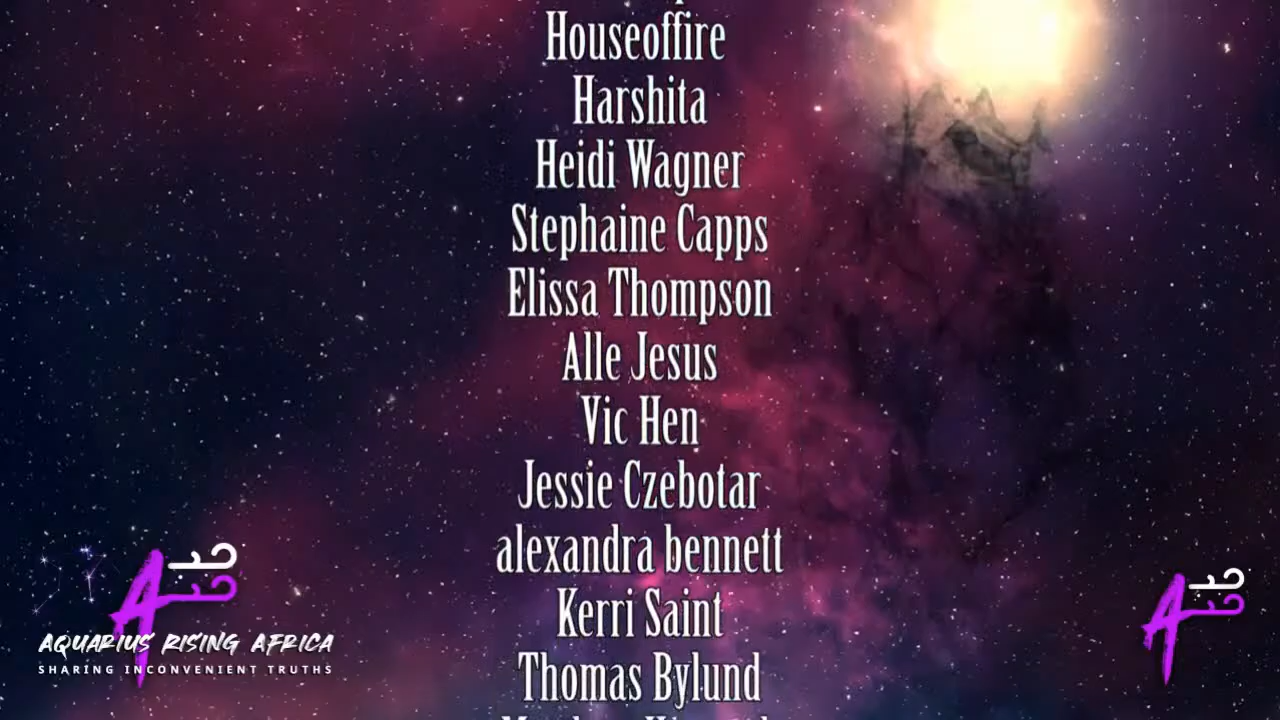 Houseoffire
Harshita
Heidi Wagner
Stephaine Capps
Elissa Thompson
Alle Jesus
Vic Hen
Jessie Czebotar
alexandra bennett
Kerri Saint
Thomas Bylund
AQUARIUS RISING AFRICA
SHARING INCONVENIENT TRUTHS